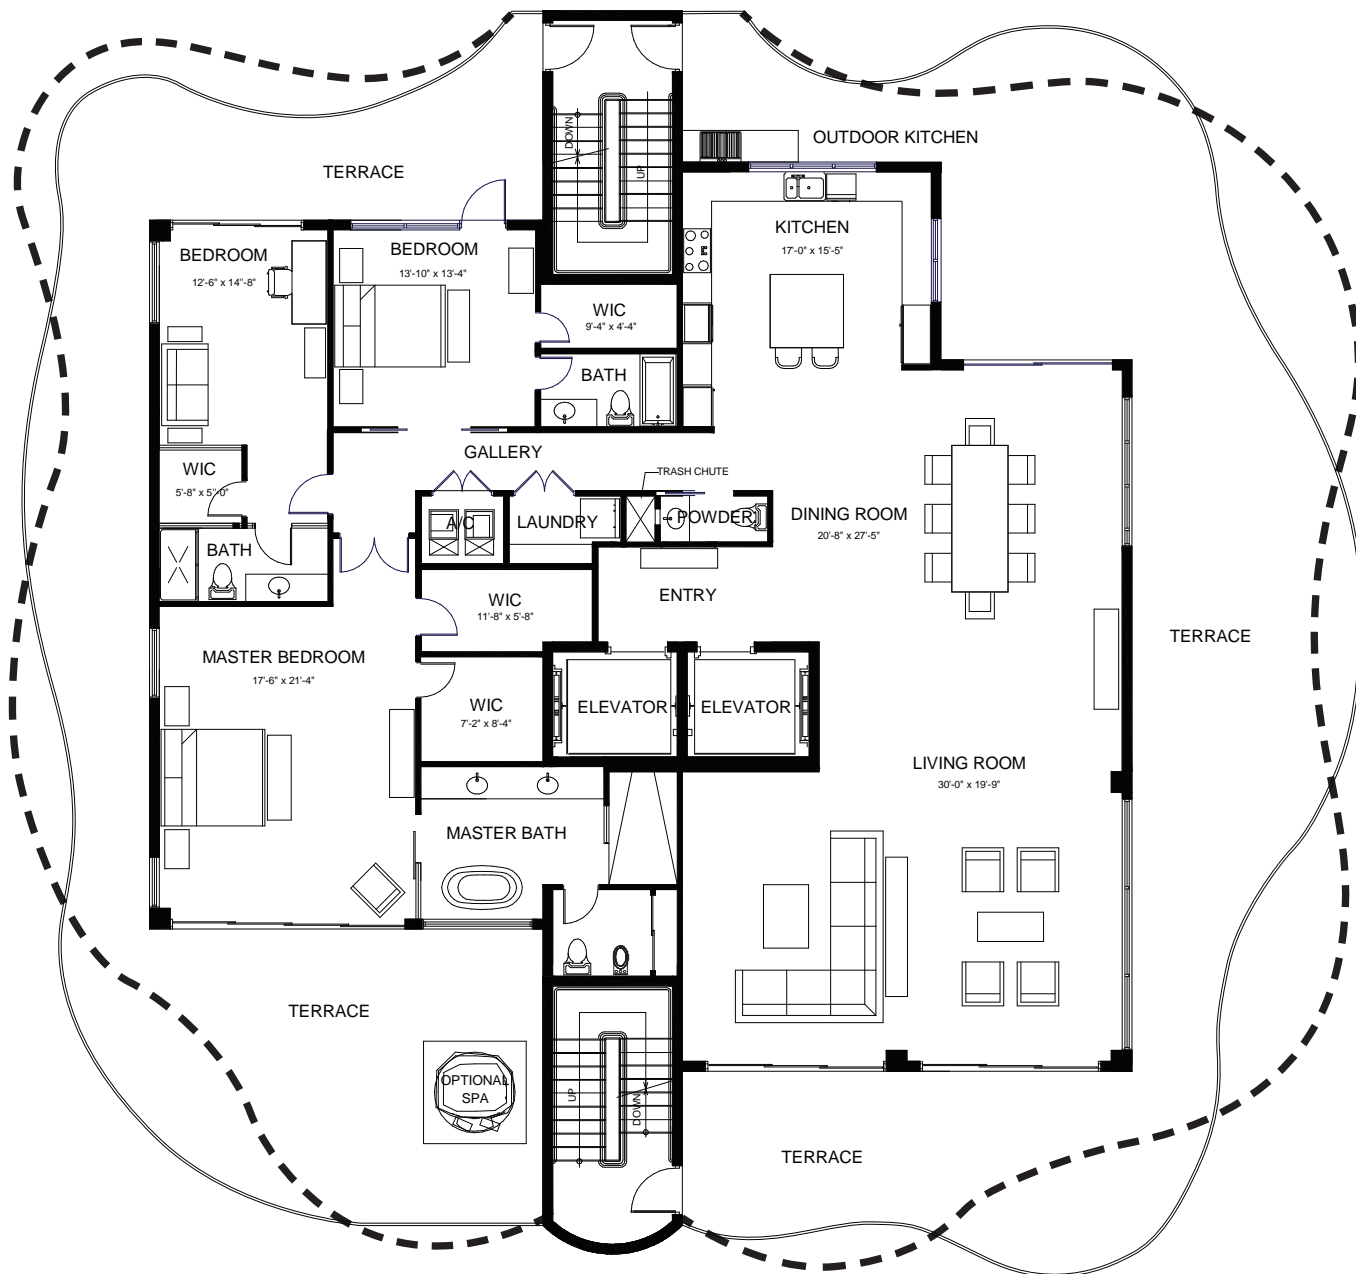 OUTDOOR KITCHEN
DOWN
UP
TERRACE
KITCHEN
17'-0" x 15'-5"
BEDROOM
12'-6" x 14"-8"
BEDROOM
13'-10" x 13'-4"
WIC
9'-4" x 4'-4"
BATH
GALLERY
WIC
5'-8" x 5"-0"
TRASH CHUTE
A/C
LAUNDRY
POWDER
DINING ROOM
20'-8" x 27'-5"
BATH
WIC
11'-8" x 5'-8"
ENTRY
TERRACE
MASTER BEDROOM
17'-6" x 21'-4"
WIC
7'-2" x 8'-4"
ELEVATOR
ELEVATOR
LIVING ROOM
30'-0" x 19'-9"
MASTER BATH
TERRACE
OPTIONAL
SPA
UP
DOWN
TERRACE